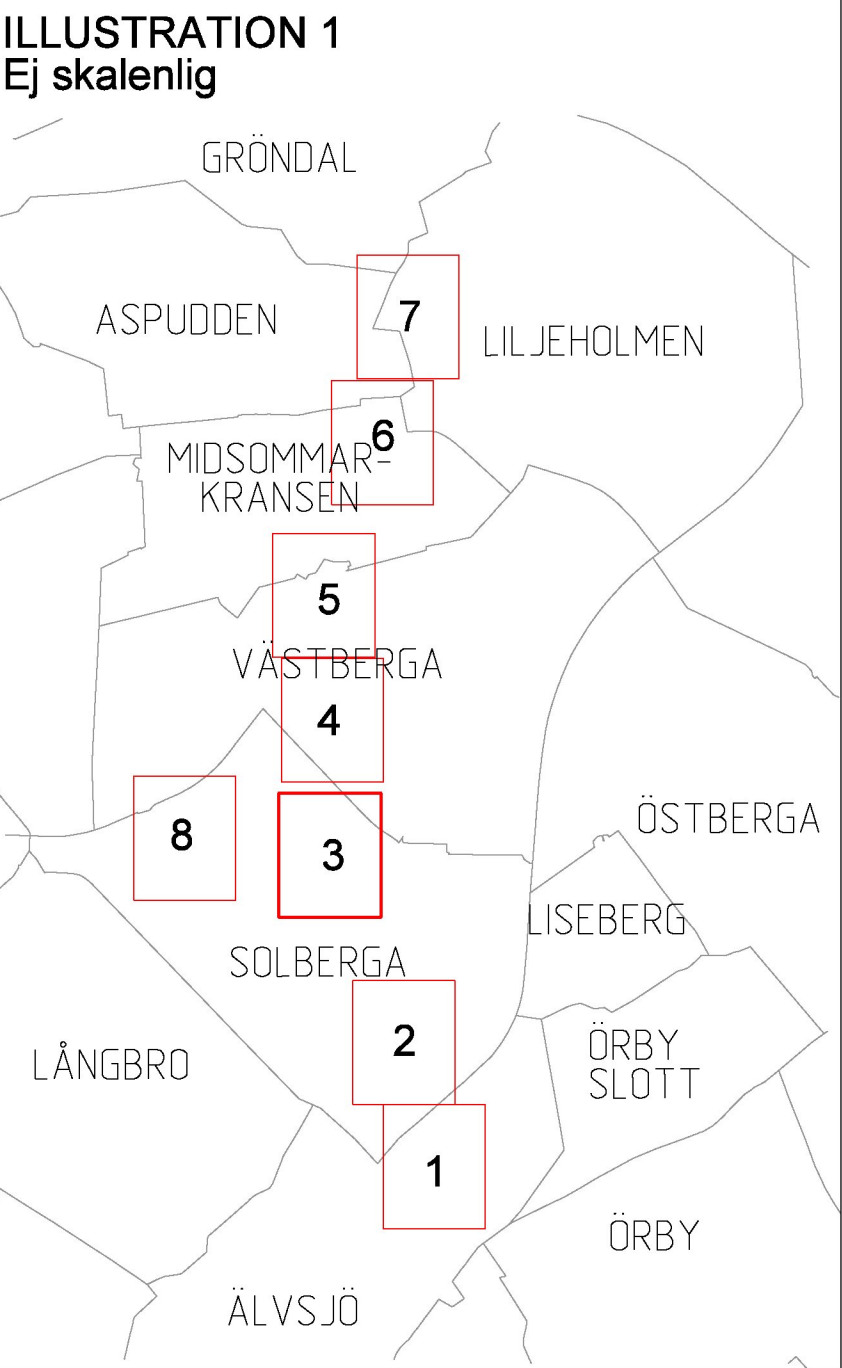 ILLUSTRATION 1
Ej skalenlig
GRÖNDAL
7
ASPUDDEN
LILJEHOLMEN
6
MIDSOMMAR-
KRANSEN
5
VÄSTBERGA
4
ÖSTBERGA
8
3
LISEBERG
SOLBERGA
2
ÖRBY
SLOTT
LÅNGBRO
1
ÖRBY
ÄLVSJÖ